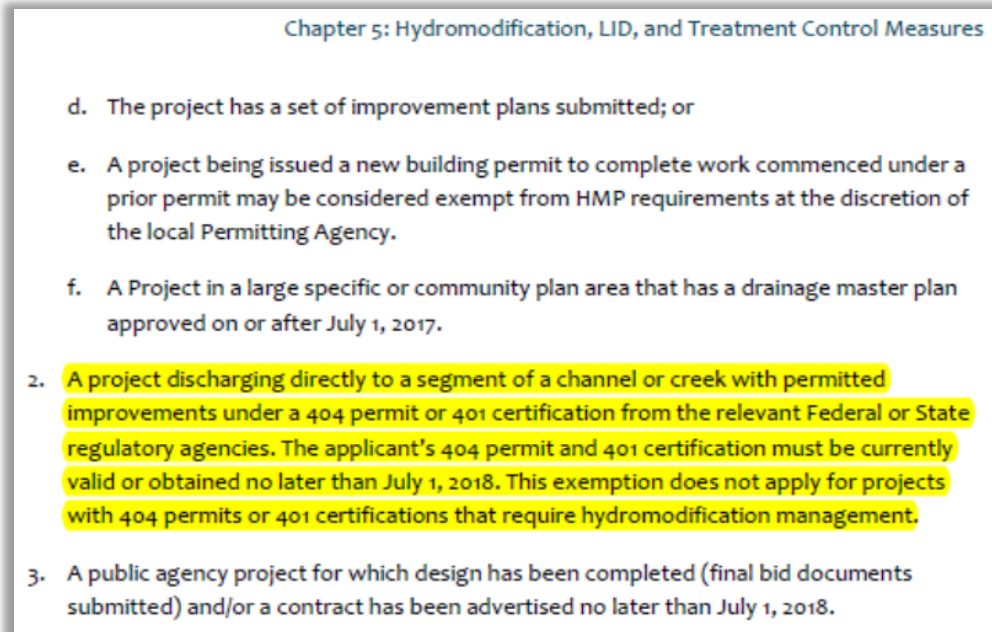 Chapter 5: Hydromodification, LID, and Treatment Control Measures
d. The project has a set of improvement plans submitted; or
e. A project being issued a new building permit to complete work commenced under a
prior permit may be considered exempt from HMP requirements at the discretion of
the local Permitting Agency.
f. A Project in a large specific or community plan area that has a drainage master plan
approved on or after July 1, 2017.
2. A project discharging directly to a segment of a channel or creek with permitted
improvements under a 404 permit or 401 certification from the relevant Federal or State
regulatory agencies. The applicant's 404 permit and 401 certification must be currently
valid or obtained no later than July 1, 2018. This exemption does not apply for projects
with 404 permits or 401 certifications that require hydromodification management.
3. A public agency project for which design has been completed (final bid documents
submitted) and/or a contract has been advertised no later than July 1, 2018.